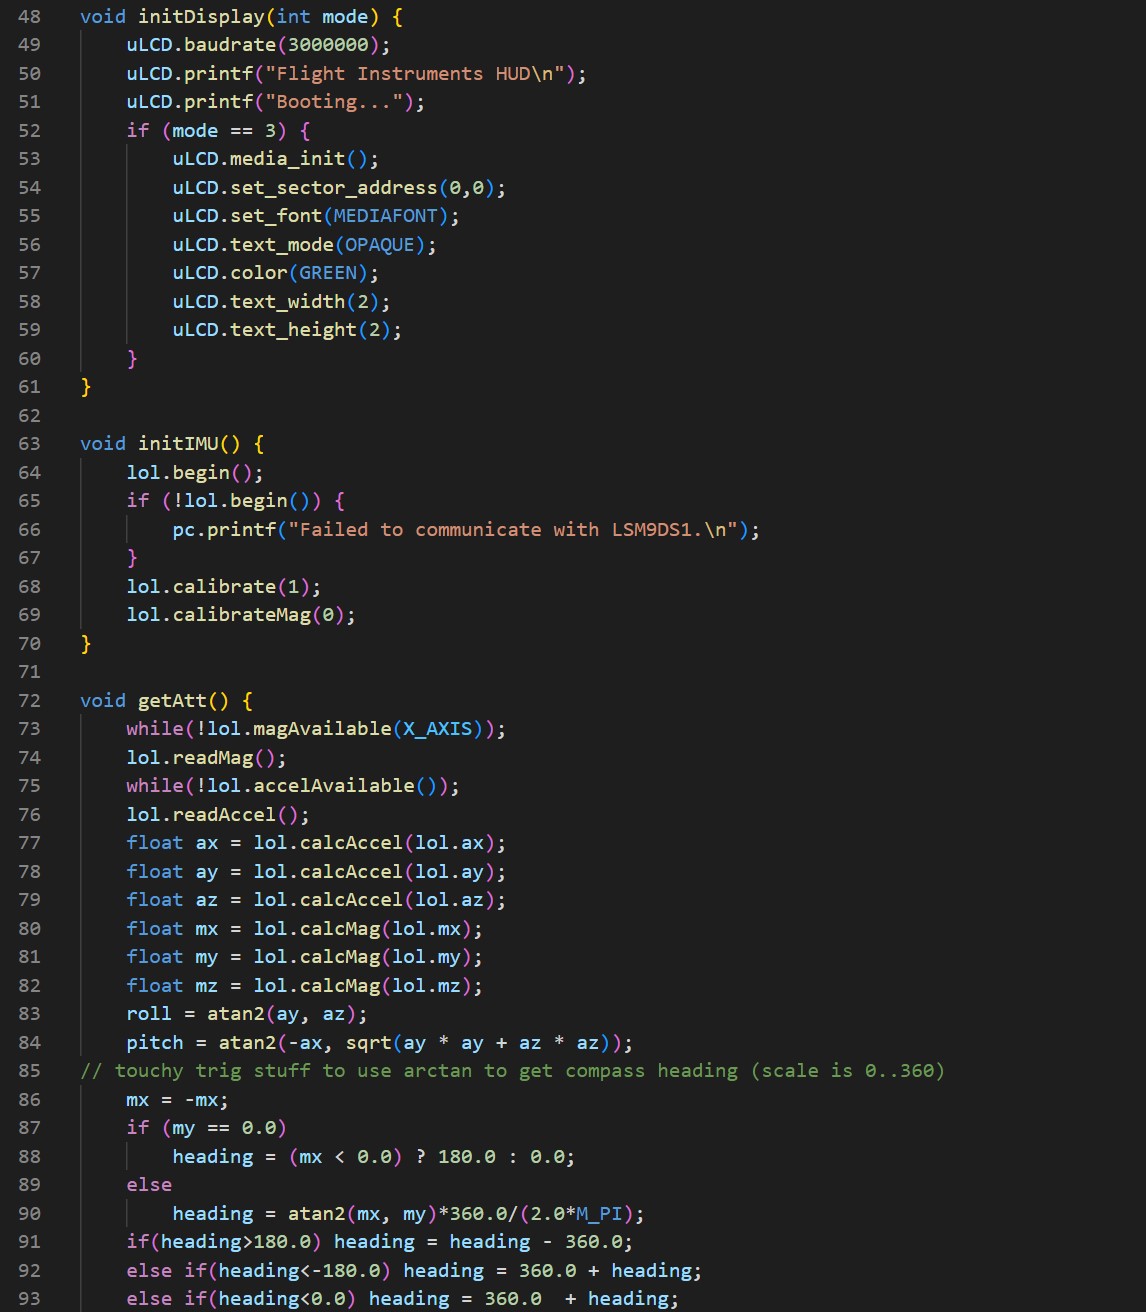 48 void initDisplay(int mode) {
49     uLCD.baudrate(3000000);
50     uLCD.printf("Flight Instruments HUD\n");
51     uLCD.printf("Booting...");
52     if (mode == 3) {
53         uLCD.media_init();
54         uLCD.set_sector_address(0,0);
55         uLCD.set_font(MEDIAFONT);
56         uLCD.text_mode(OPAQUE);
57         uLCD.color(GREEN);
58         uLCD.text_width(2);
59         uLCD.text_height(2);
60     }
61 }
62
63 void initIMU() {
64     lol.begin();
65     if (!lol.begin()) {
66         pc.printf("Failed to communicate with LSM9DS1.\n");
67     }
68     lol.calibrate(1);
69     lol.calibrateMag(0);
70 }
71
72 void getAtt() {
73     while(!lol.magAvailable(X_AXIS));
74     lol.readMag();
75     while(!lol.accelAvailable());
76     lol.readAccel();
77     float ax = lol.calcAccel(lol.ax);
78     float ay = lol.calcAccel(lol.ay);
79     float az = lol.calcAccel(lol.az);
80     float mx = lol.calcMag(lol.mx);
81     float my = lol.calcMag(lol.my);
82     float mz = lol.calcMag(lol.mz);
83     roll = atan2(ay, az);
84     pitch = atan2(-ax, sqrt(ay * ay + az * az));
85 // touchy trig stuff to use arctan to get compass heading (scale is 0..360)
86     mx = -mx;
87     if (my == 0.0)
88         heading = (mx < 0.0) ? 180.0 : 0.0;
89     else
90         heading = atan2(mx, my)*360.0/(2.0*M_PI);
91     if(heading>180.0) heading = heading - 360.0;
92     else if(heading<-180.0) heading = 360.0 + heading;
93     else if(heading<0.0) heading = 360.0  + heading;